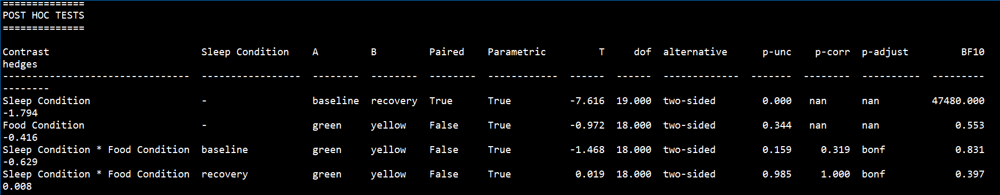 ==============
POST HOC TESTS
==============
Contrast                          Sleep Condition    A         B         Paired    Parametric         T     dof  alternative      p-unc    p-corr  p-adjust         BF10
hedges
--------------------------------  -----------------  --------  --------  --------  ------------  ------  ------  -------------  -------  --------  ----------  ---------
--------
Sleep Condition                   -                  baseline  recovery  True      True          -7.616  19.000  two-sided        0.000   nan      nan         47480.000
-1.794
Food Condition                    -                  green     yellow    False     True          -0.972  18.000  two-sided        0.344   nan      nan             0.553
-0.416
Sleep Condition * Food Condition  baseline           green     yellow    False     True          -1.468  18.000  two-sided        0.159     0.319  bonf            0.831
-0.629
Sleep Condition * Food Condition  recovery           green     yellow    False     True           0.019  18.000  two-sided        0.985     1.000  bonf            0.397
0.008